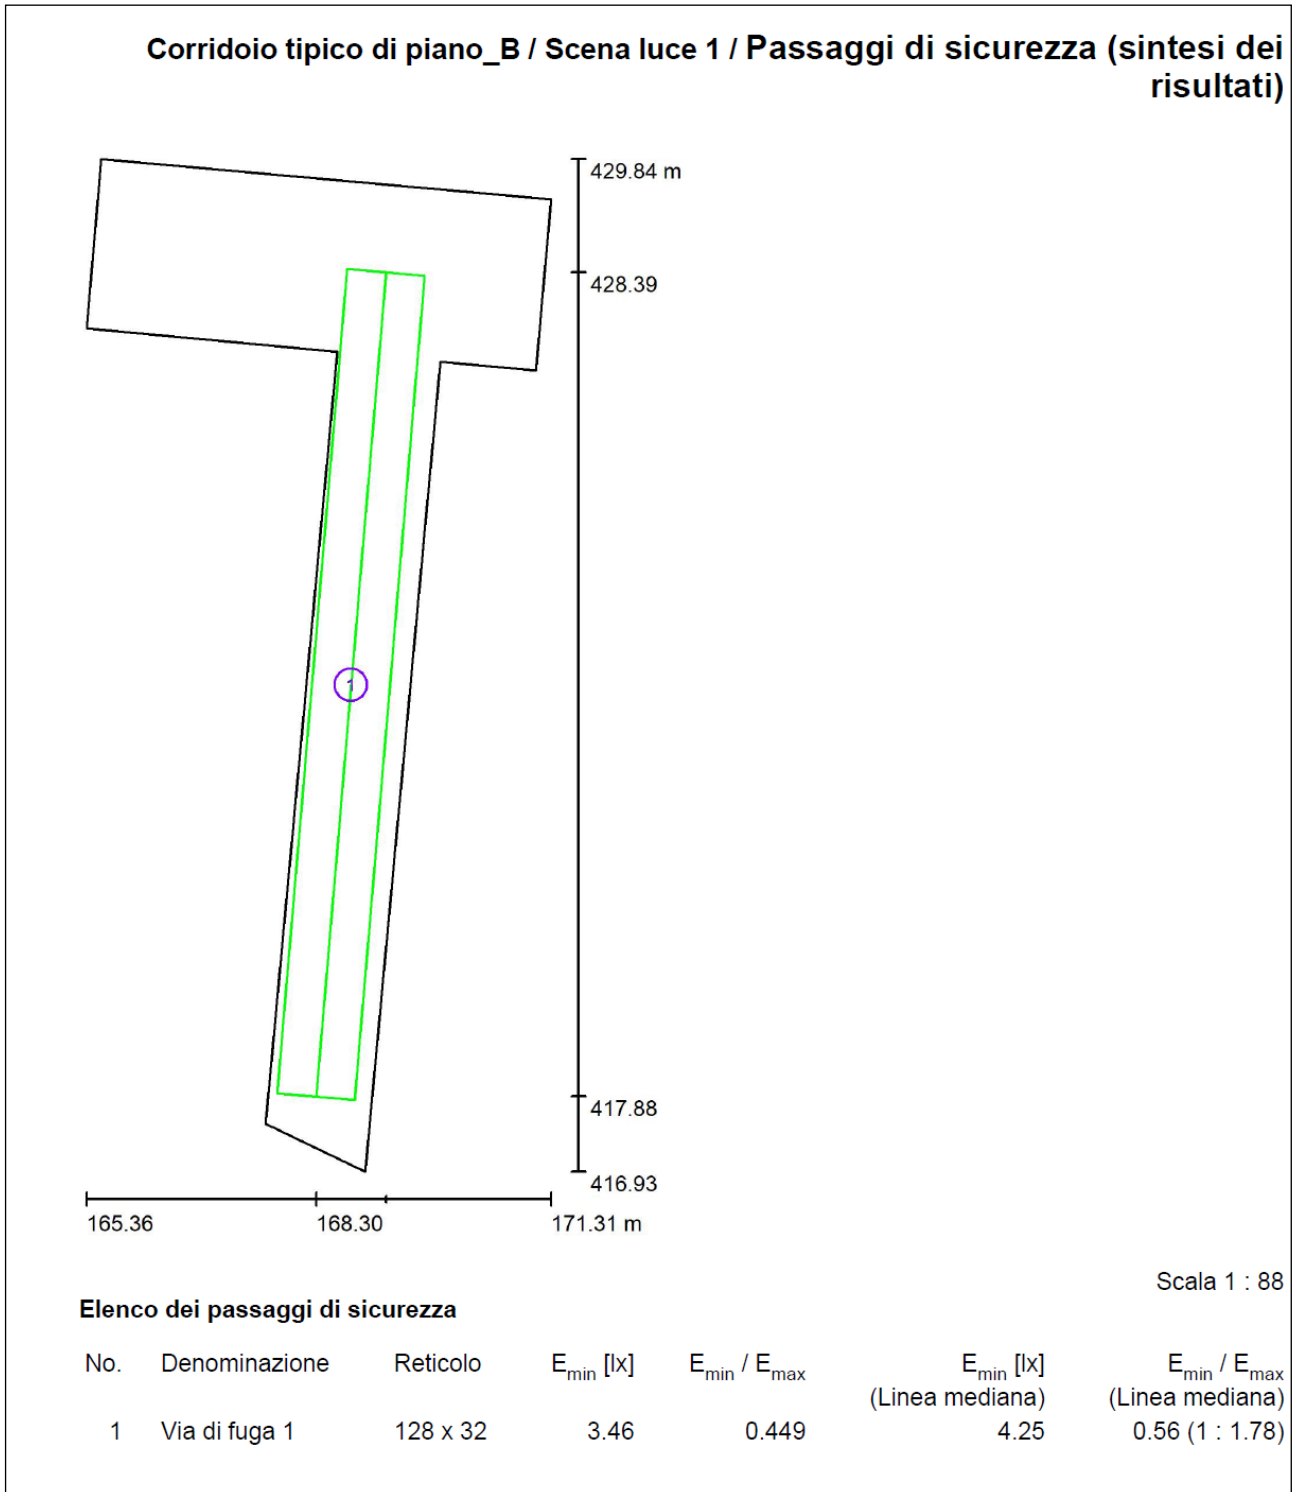 Corridoio tipico di piano_B / Scena luce 1 / Passaggi di sicurezza (sintesi dei
risultati)
429.84 m
428.39
1
417.88
416.93
165.36 168.30 171.31 m
Scala 1 : 88
Elenco dei passaggi di sicurezza
No. Denominazione Reticolo Emin [lx] Emin / Emax Emin [lx] Emin / Emax
(Linea mediana) (Linea mediana)
1 Via di fuga 1 128 x 32 3.46 0.449 4.25 0.56 (1 : 1.78)